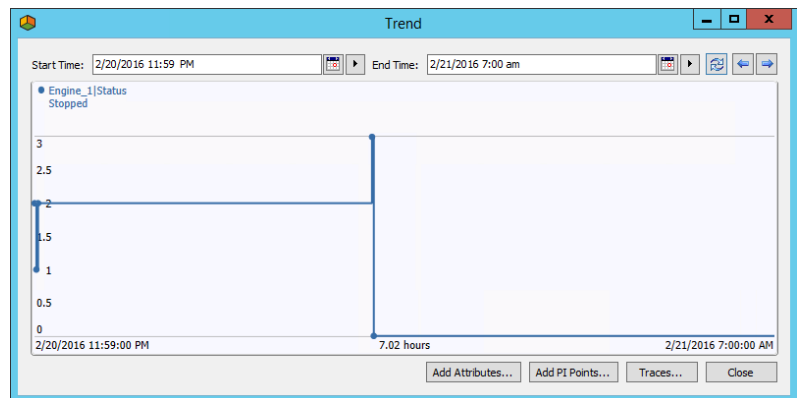 Trend
Start Time: 2/20/2016 11:59 PM End Time: 2/21/2016 7:00 am
Engine_1|Status
Stopped
3
2.5
2
1.5
1
0.5
0
2/20/2016 11:59:00 PM 7.02 hours 2/21/2016 7:00:00 AM
Add Attributes... Add PI Points... Traces... Close